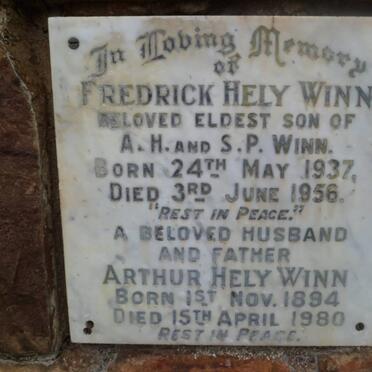 In Loving Memory
of
FREDRICK HELY WINN
BELOVED ELDEST SON OF
A.H. AND S.P. WINN.
BORN 24TH MAY 1937,
DIED 3RD JUNE 1956.
"REST IN PEACE."
A BELOVED HUSBAND
AND FATHER
ARTHUR HELY WINN
BORN 1ST NOV. 1894
DIED 15TH APRIL 1980
REST IN PEACE.